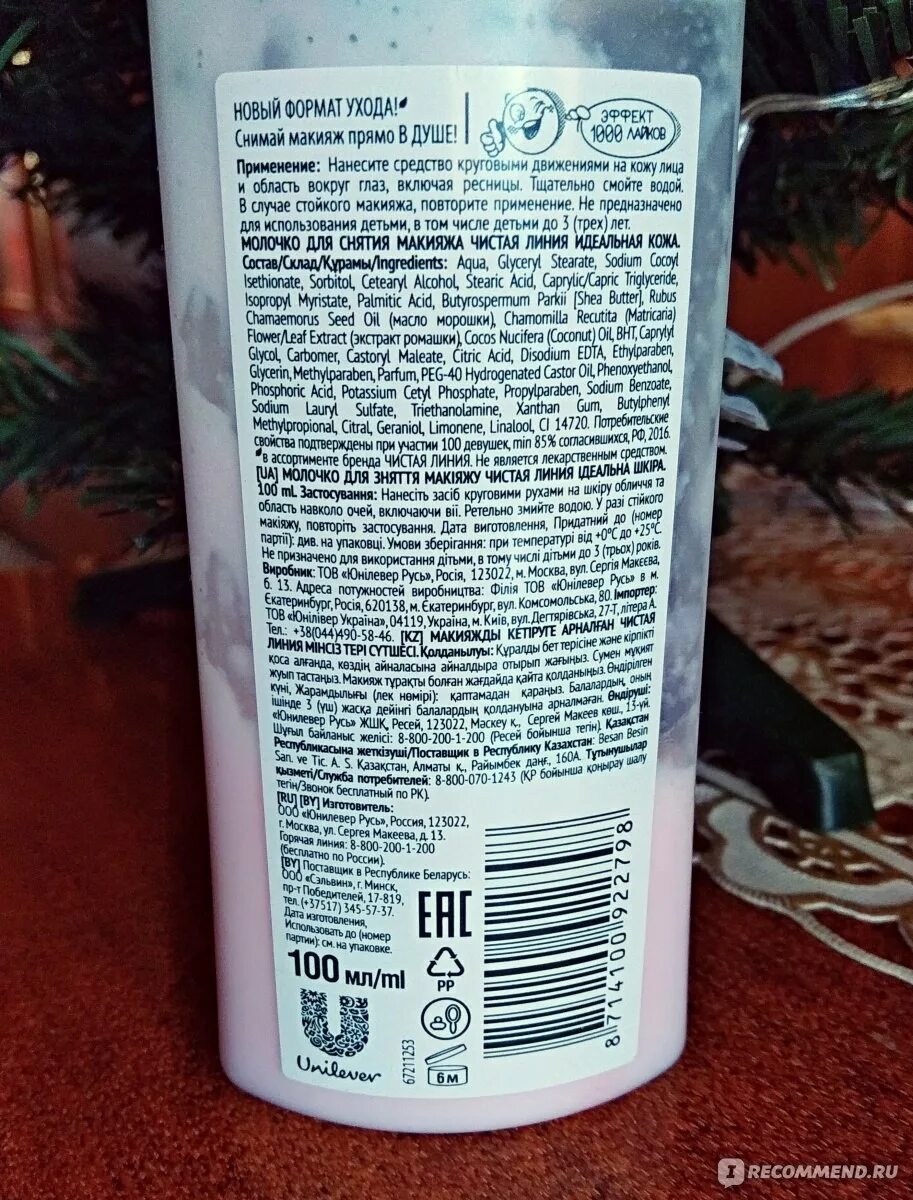 НОВЫЙ ФОРМАТ УХОДА!
Снимай макияж прямо В ДУШЕ!
ЭФФЕКТ
1000 ЛАЙКОВ
Применение: Нанесите средство круговыми движениями на кожу лица
и область вокруг глаз, включая ресницы. Тщательно смойте водой.
В случае стойкого макияжа, повторите применение. Не предназначено
для использования детьми, в том числе детьми до 3 (трех) лет.
МОЛОЧКО ДЛЯ СНЯТИЯ МАКИЯЖА ЧИСТАЯ ЛИНИЯ ИДЕАЛЬНАЯ КОЖА.
Состав/Склад/Құрамы/Ingredients: Aqua, Glyceryl Stearate, Sodium Cocoyl
Isethionate, Sorbitol, Cetearyl Alcohol, Stearic Acid, Caprylic/Capric Triglyceride,
Isopropyl Myristate, Palmitic Acid, Butyrospermum Parkii [Shea Butter], Rubus
Chamaemorus Seed Oil (масло морошки), Chamomilla Recutita (Matricaria)
Flower/Leaf Extract (экстракт ромашки), Cocos Nucifera (Coconut) Oil, BHT, Caprylyl
Glycol, Carbomer, Castoryl Maleate, Citric Acid, Disodium EDTA, Ethylparaben,
Glycerin, Methylparaben, Parfum, PEG-40 Hydrogenated Castor Oil, Phenoxyethanol,
Phosphoric Acid, Potassium Cetyl Phosphate, Propylparaben, Sodium Benzoate,
Sodium Lauryl Sulfate, Triethanolamine, Xanthan Gum, Butylphenyl
Methylpropional, Citral, Geraniol, Limonene, Linalool, CI 14720. Потребительские
свойства подтверждены при участии 100 девушек, min 85% согласившихся, РФ, 2016.
в ассортименте бренда ЧИСТАЯ ЛИНИЯ. Не является лекарственным средством.
[UA] МОЛОЧКО ДЛЯ ЗНЯТТЯ МАКІЯЖУ ЧИСТАЯ ЛИНИЯ ІДЕАЛЬНА ШКІРА.
100 mL Застосування: Нанесіть засіб круговими рухами на шкіру обличчя та
область навколо очей, включаючи вії. Ретельно змийте водою. У разі стійкого
макіяжу, повторіть застосування. Дата виготовлення, Придатний до (номер
партії): див. на упаковці. Умови зберігання: при температурі від +0°C до +25°C.
Не призначено для використання дітьми, в тому числі дітьми до 3 (трьох) років.
Виробник: ТОВ «Юнілевер Русь», Росія, 123022, м. Москва, вул. Сергія Макеєва,
б. 13. Адреса потужностей виробництва: Філія ТОВ «Юнілевер Русь» в м.
Єкатеринбург, Росія, 620138, м. Єкатеринбург, вул. Комсомольська, 80. Імпортер:
ТОВ «Юнілівер Україна», 04119, Україна, м. Київ, вул. Дегтярівська, 27-Т, літера А.
Тел.: +38(044)490-58-46. [KZ] МАКИЯЖДЫ КЕТІРУГЕ АРНАЛҒАН ЧИСТАЯ
ЛИНИЯ МІНСІЗ ТЕРІ СҮТШЕСІ. Қолданылуы: Құралды бет терісіне және кірпікті
қоса алғанда, көздің айналасына айналдыра отырып жағыңыз. Сумен мұқият
жуып тастаңыз. Макияж тұрақты болған жағдайда қайта қолданыңыз. Өндірілген
күні, Жарамдылығы (лек нөмірі): қаптамадан қараңыз. Балалардың, оның
ішінде 3 (үш) жасқа дейінгі балалардың қолдануына арналмаған. Өндіруші:
«Юнилевер Русь» ЖШҚ, Ресей, 123022, Маскеу қ., Сергей Макеев көш., 13-үй.
Шұғыл байланыс желісі: 8-800-200-1-200 (Ресей бойынша тегін). Қазақстан
Республикасына жеткізуші/Поставщик в Республику Казахстан: Besan Besin
San. ve Tic. A. S. Қазақстан, Алматы қ., Райымбек даңғ., 160А. Тұтынушылар
қызметі/Служба потребителей: 8-800-070-1243 (ҚР бойынша қоңырау шалу
тегін/Звонок бесплатный по РК).
[RU] [BY] Изготовитель:
ООО «Юнилевер Русь», Россия, 123022,
г. Москва, ул. Сергея Макеева, д. 13.
Горячая линия: 8-800-200-1-200
(бесплатно по России).
[BY] Поставщик в Республике Беларусь:
ООО «Сэльвин», г. Минск,
пр-т Победителей, 17-819,
тел. (+37517) 345-57-37.
Дата изготовления,
Использовать до (номер
партии): см. на упаковке.
100 мл/ml
EAC
PP
Unilever
67211253
6м
8 714100 922798
IRECOMMEND.RU